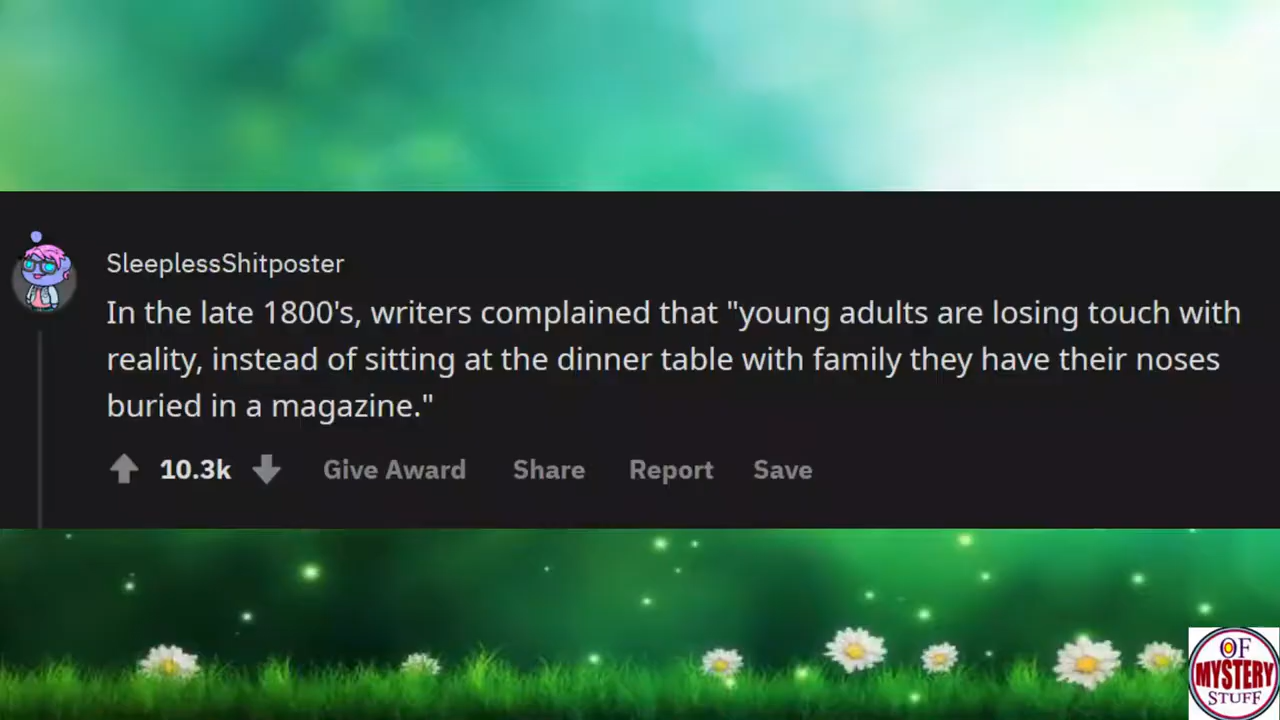 SleeplessShitposter
In the late 1800's, writers complained that "young adults are losing touch with
reality, instead of sitting at the dinner table with family they have their noses
buried in a magazine."
10.3k Give Award Share Report Save
OF
MYSTERY
STUFF